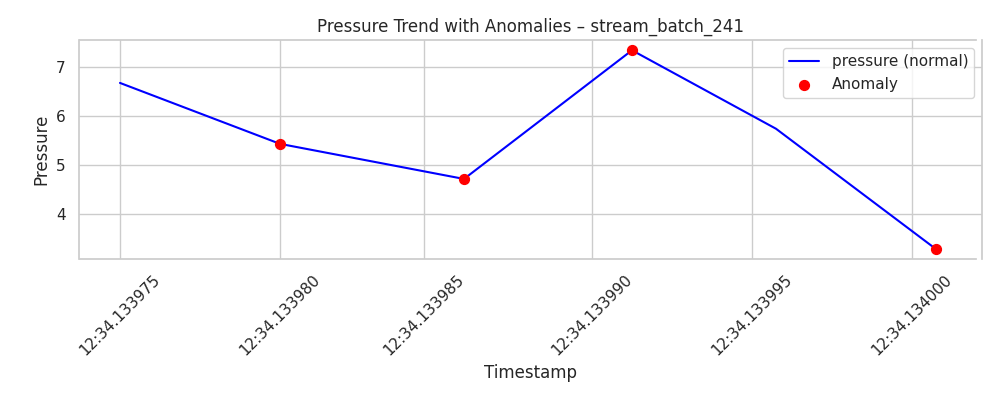 Pressure Trend with Anomalies – stream_batch_241
pressure (normal)
Anomaly
Pressure
7
6
5
4
12:34.133975
12:34.133980
12:34.133985
12:34.133990
12:34.133995
12:34.134000
Timestamp